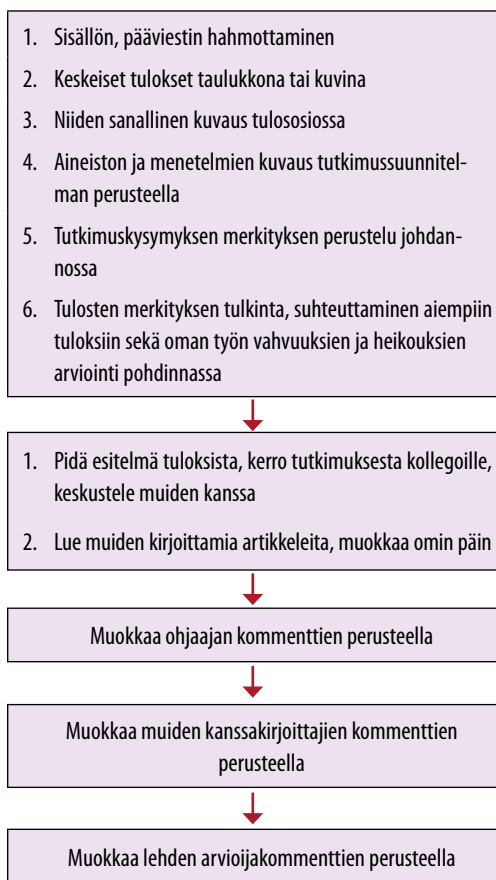 1. Sisällön, pääviestin hahmottaminen
2. Keskeiset tulokset taulukkona tai kuvina
3. Niiden sanallinen kuvaus tulososiossa
4. Aineiston ja menetelmien kuvaus tutkimussuunnitel-
man perusteella
5. Tutkimuskysymyksen merkityksen perustelu johdan-
nossa
6. Tulosten merkityksen tulkinta, suhteuttaminen aiempiin
tuloksiin sekä oman työn vahvuuksien ja heikouksien
arviointi pohdinnassa
1. Pidä esitelmä tuloksista, kerro tutkimuksesta kollegoille,
keskustele muiden kanssa
2. Lue muiden kirjoittamia artikkeleita, muokkaa omin päin
Muokkaa ohjaajan kommenttien perusteella
Muokkaa muiden kanssakirjoittajien kommenttien
perusteella
Muokkaa lehden arvioijakommenttien perusteella